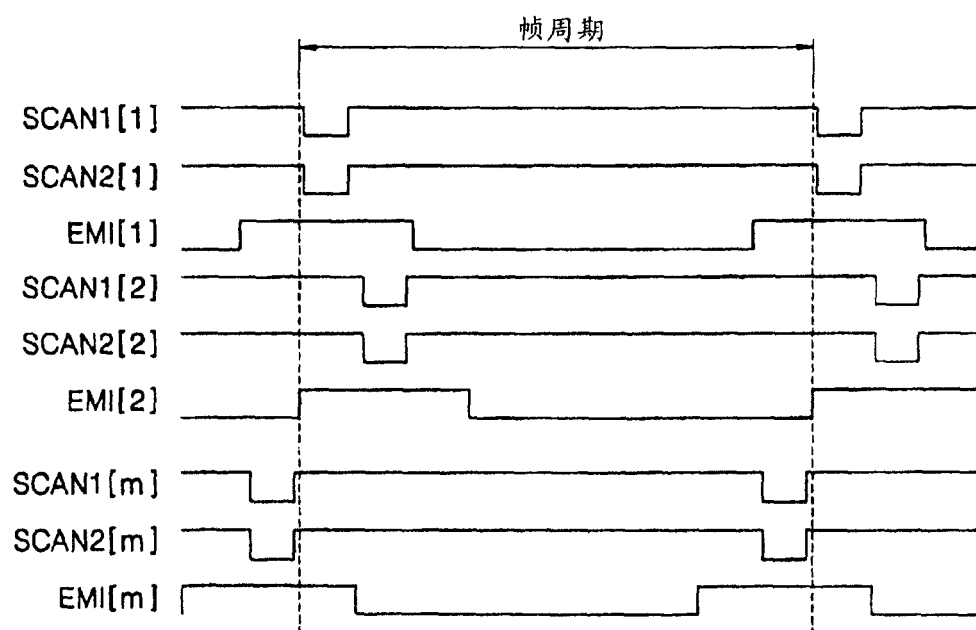 帧周期
SCAN1[1]
SCAN2[1]
EMI[1]
SCAN1[2]
SCAN2[2]
EMI[2]
SCAN1[m]
SCAN2[m]
EMI[m]